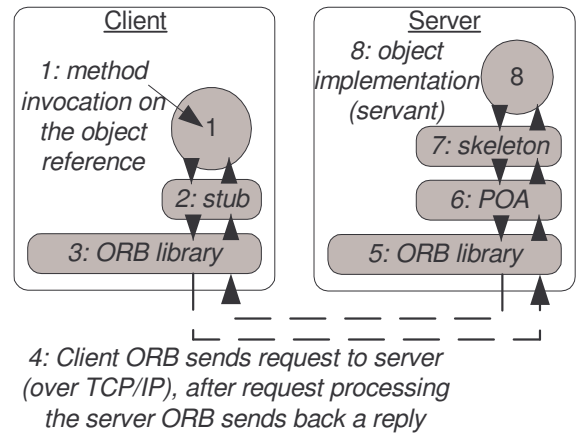 Client
1: method
invocation on
the object
reference
1
2: stub
3: ORB library
Server
8: object
implementation
(servant)
8
7: skeleton
6: POA
5: ORB library
4: Client ORB sends request to server
(over TCP/IP), after request processing
the server ORB sends back a reply